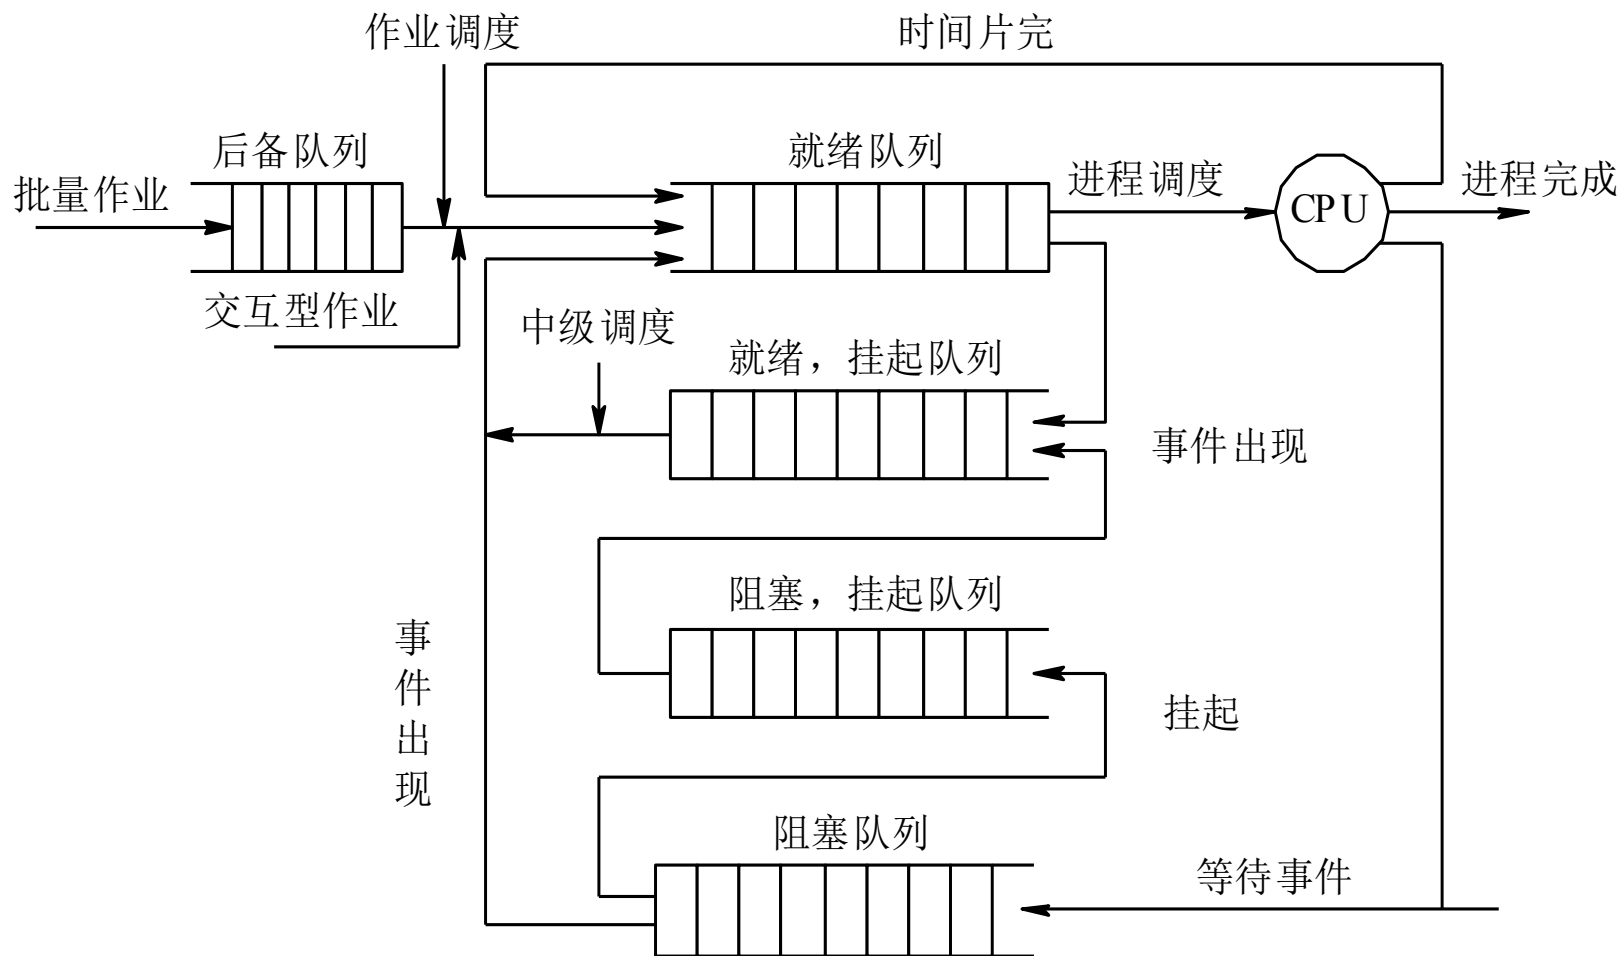 作业调度
时间片完
后备队列
就绪队列
批量作业
进程调度
CPU
进程完成
交互型作业
中级调度
就绪，挂起队列
事件出现
阻塞，挂起队列
事件出现
挂起
阻塞队列
等待事件